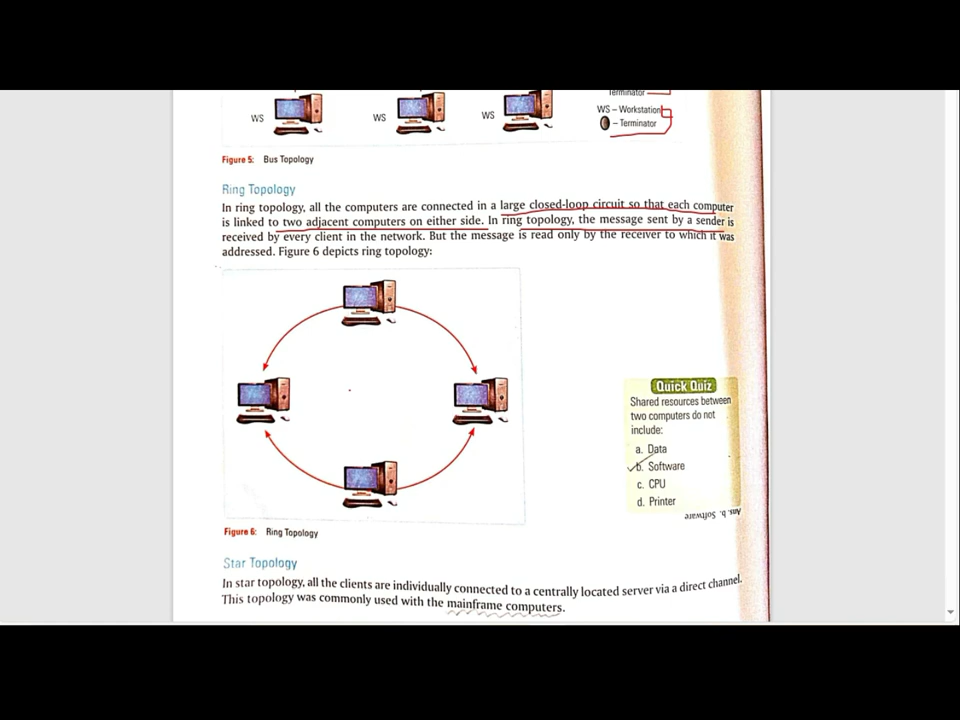 Terminator
WS WS WS WS – Workstation
– Terminator
Figure 5: Bus Topology
Ring Topology
In ring topology, all the computers are connected in a large closed-loop circuit so that each computer
is linked to two adjacent computers on either side. In ring topology, the message sent by a sender is
received by every client in the network. But the message is read only by the receiver to which it was
addressed. Figure 6 depicts ring topology:
Quick Quiz
Shared resources between
two computers do not
include:
a. Data
b. Software
c. CPU
d. Printer
Ans. b. Software
Figure 6: Ring Topology
Star Topology
In star topology, all the clients are individually connected to a centrally located server via a direct channel.
This topology was commonly used with the mainframe computers.